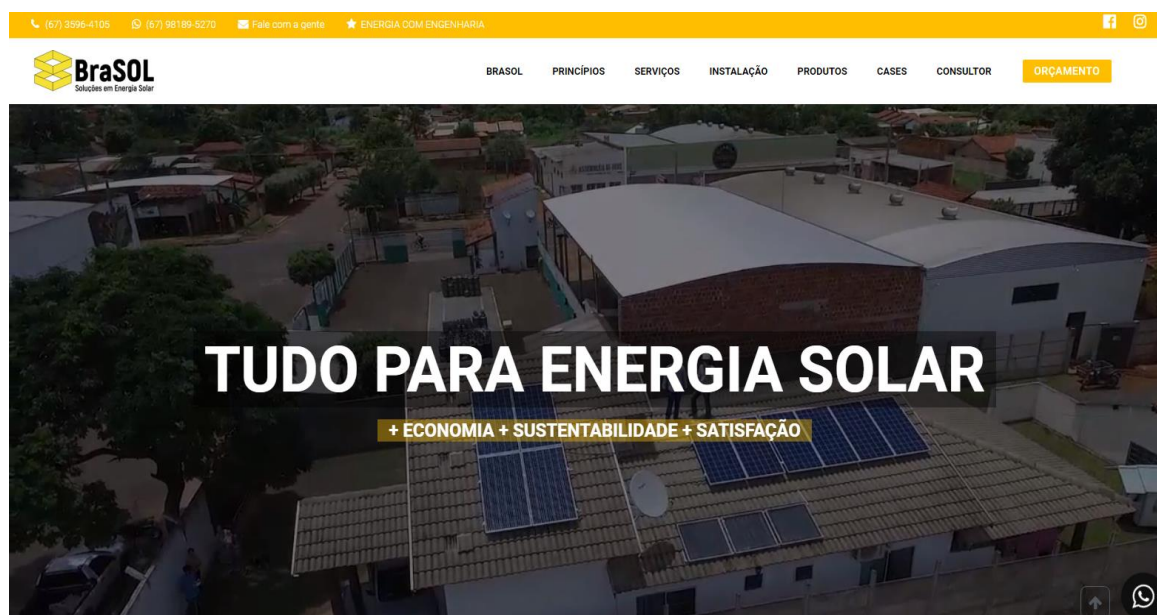 (67) 3596-4105 (67) 98189-5270 Fale com a gente ENERGIA COM ENGENHARIA
BraSOL
Soluções em Energia Solar
BRASOL PRINCÍPIOS SERVIÇOS INSTALAÇÃO PRODUTOS CASES CONSULTOR ORÇAMENTO
TUDO PARA ENERGIA SOLAR
+ ECONOMIA + SUSTENTABILIDADE + SATISFAÇÃO